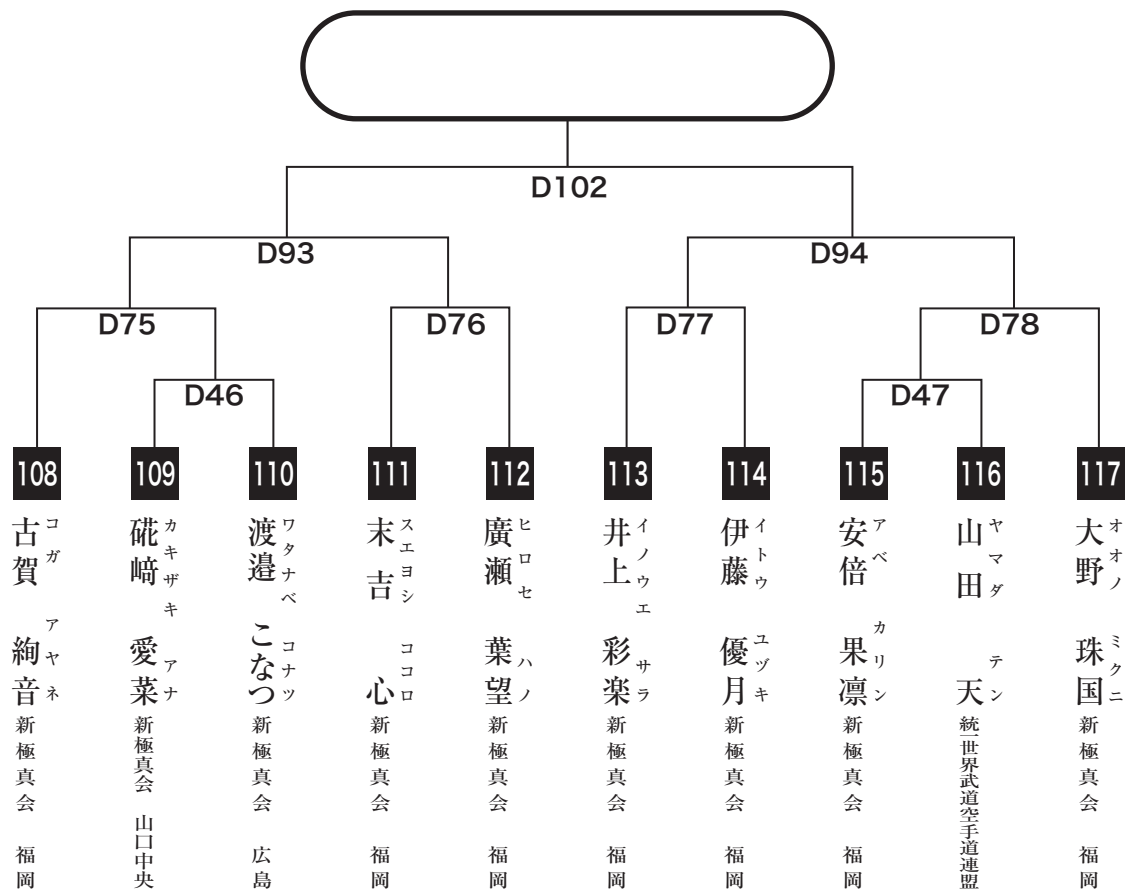 D102
D93
D94
D75
D76
D77
D78
D46
D47
108
古賀 絢音
コガ アヤネ
新極真会 福岡
109
硴﨑 愛菜
カキザキ アナ
新極真会 山口中央
110
渡邉 こなつ
ワタナベ コナツ
新極真会 広島
111
末吉 心
スエヨシ ココロ
新極真会 福岡
112
廣瀬 葉望
ヒロセ ハノ
新極真会 福岡
113
井上 彩楽
イノウエ サラ
新極真会 福岡
114
伊藤 優月
イトウ ユヅキ
新極真会 福岡
115
安倍 果凛
アベ カリン
新極真会 福岡
116
山田 天
ヤマダ テン
統一世界武道空手道連盟
117
大野 珠国
オオノ ミクニ
新極真会 福岡